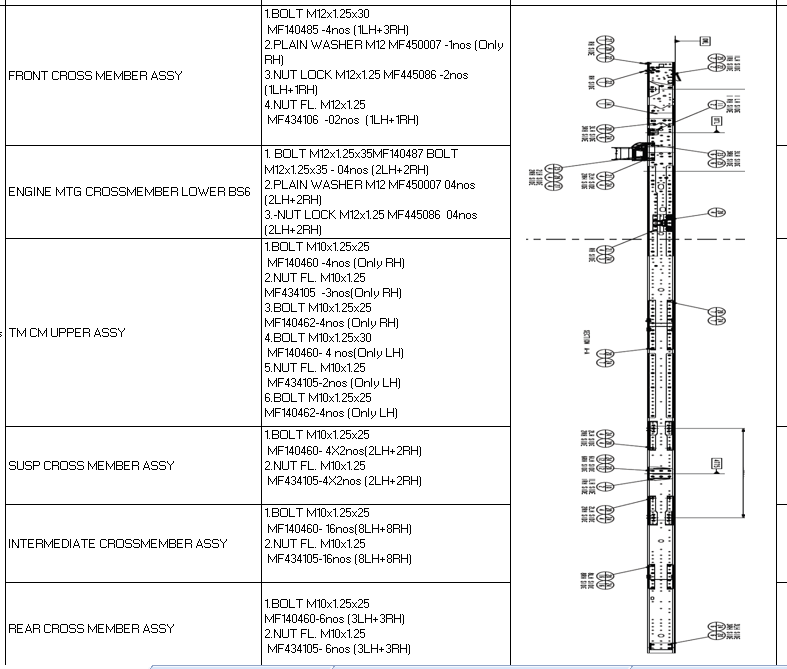 FRONT CROSS MEMBER ASSY
1.BOLT M12x1.25x30
MF140485 -4nos (1LH+3RH)
2.PLAIN WASHER M12 MF450007 -1nos (Only
RH)
3.NUT LOCK M12x1.25 MF445086 -2nos
(1LH+1RH)
4.NUT FL. M12x1.25
MF434106 -02nos (1LH+1RH)
ENGINE MTG CROSSMEMBER LOWER BS6
1. BOLT M12x1.25x35MF140487 BOLT
M12x1.25x35 - 04nos (2LH+2RH)
2.PLAIN WASHER M12 MF450007 04nos
(2LH+2RH)
3.-NUT LOCK M12x1.25 MF445086 04nos
(2LH+2RH)
TM CM UPPER ASSY
1.BOLT M10x1.25x25
MF140460 -4nos (Only RH)
2.NUT FL. M10x1.25
MF434105 -3nos(Only RH)
3.BOLT M10x1.25x25
MF140462-4nos (Only RH)
4.BOLT M10x1.25x30
MF140460- 4 nos(Only LH)
5.NUT FL. M10x1.25
MF434105-2nos (Only LH)
6.BOLT M10x1.25x25
MF140462-4nos (Only LH)
SUSP CROSS MEMBER ASSY
1.BOLT M10x1.25x25
MF140460- 4X2nos(2LH+2RH)
2.NUT FL. M10x1.25
MF434105-4X2nos (2LH+2RH)
INTERMEDIATE CROSSMEMBER ASSY
1.BOLT M10x1.25x25
MF140460- 16nos(8LH+8RH)
2.NUT FL. M10x1.25
MF434105-16nos (8LH+8RH)
REAR CROSS MEMBER ASSY
1.BOLT M10x1.25x25
MF140460-6nos (3LH+3RH)
2.NUT FL. M10x1.25
MF434105- 6nos (3LH+3RH)